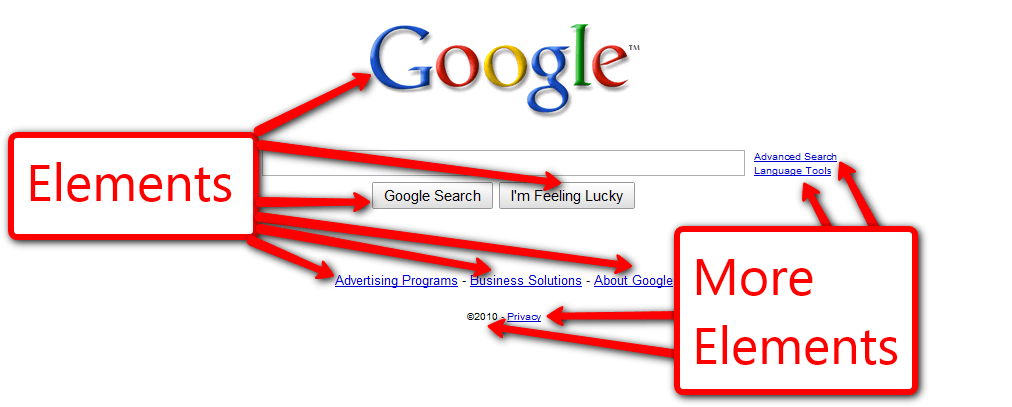 Google™
Elements
Advanced Search
Language Tools
Google Search I'm Feeling Lucky
Advertising Programs - Business Solutions - About Google
More
Elements
©2010 - Privacy